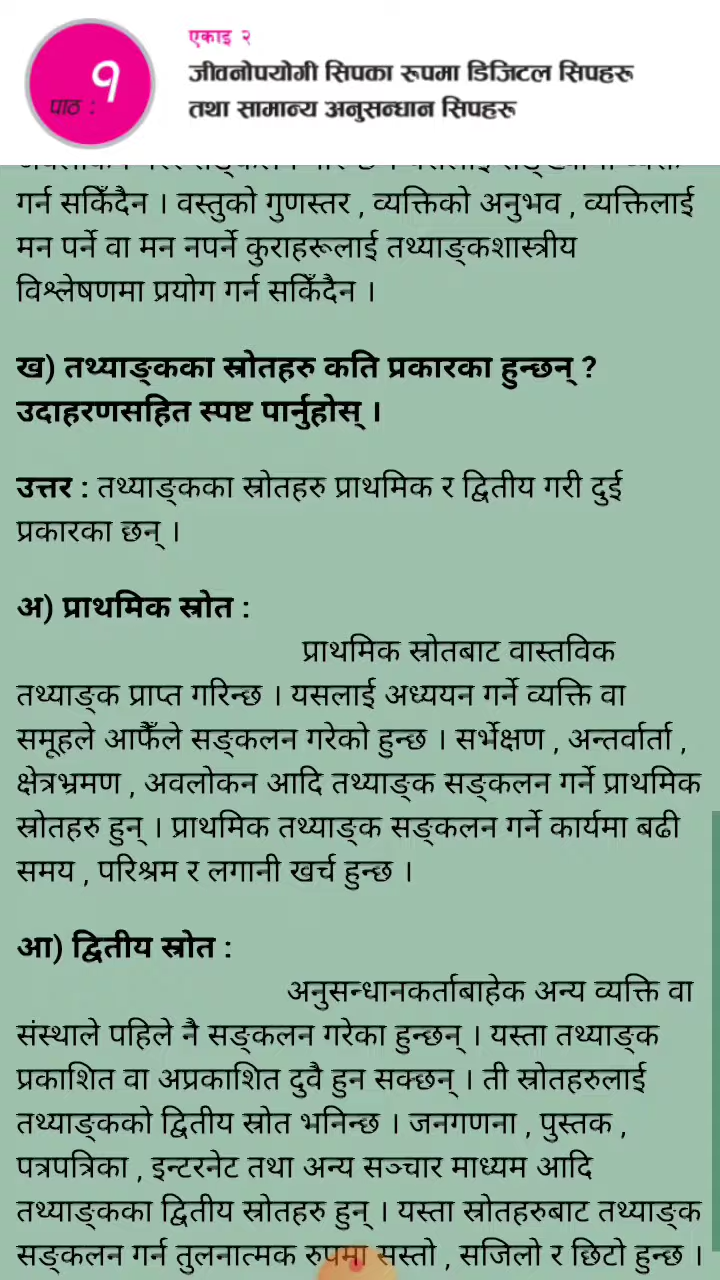 एकाइ २
पाठ : १
जीवनोपयोगी सिपका रूपमा डिजिटल सिपहरू
तथा सामान्य अनुसन्धान सिपहरू
गर्न सकिँदैन । वस्तुको गुणस्तर , व्यक्तिको अनुभव , व्यक्तिलाई
मन पर्ने वा मन नपर्ने कुराहरूलाई तथ्याङ्कशास्त्रीय
विश्लेषणमा प्रयोग गर्न सकिँदैन ।
ख) तथ्याङ्कका स्रोतहरु कति प्रकारका हुन्छन् ?
उदाहरणसहित स्पष्ट पार्नुहोस् ।
उत्तर : तथ्याङ्कका स्रोतहरु प्राथमिक र द्वितीय गरी दुई
प्रकारका छन् ।
अ) प्राथमिक स्रोत :
प्राथमिक स्रोतबाट वास्तविक
तथ्याङ्क प्राप्त गरिन्छ । यसलाई अध्ययन गर्ने व्यक्ति वा
समूहले आफैँले सङ्कलन गरेको हुन्छ । सर्भेक्षण , अन्तर्वार्ता ,
क्षेत्रभ्रमण , अवलोकन आदि तथ्याङ्क सङ्कलन गर्ने प्राथमिक
स्रोतहरु हुन् । प्राथमिक तथ्याङ्क सङ्कलन गर्ने कार्यमा बढी
समय , परिश्रम र लगानी खर्च हुन्छ ।
आ) द्वितीय स्रोत :
अनुसन्धानकर्ताबाहेक अन्य व्यक्ति वा
संस्थाले पहिले नै सङ्कलन गरेका हुन्छन् । यस्ता तथ्याङ्क
प्रकाशित वा अप्रकाशित दुवै हुन सक्छन् । ती स्रोतहरुलाई
तथ्याङ्कको द्वितीय स्रोत भनिन्छ । जनगणना , पुस्तक ,
पत्रपत्रिका , इन्टरनेट तथा अन्य सञ्चार माध्यम आदि
तथ्याङ्कका द्वितीय स्रोतहरु हुन् । यस्ता स्रोतहरुबाट तथ्याङ्क
सङ्कलन गर्न तुलनात्मक रुपमा सस्तो , सजिलो र छिटो हुन्छ ।